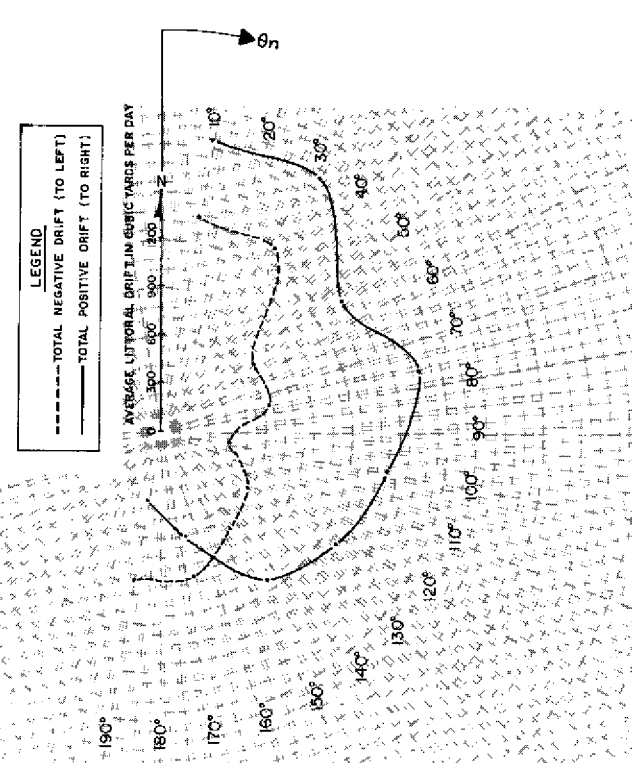 θn
LEGEND
TOTAL NEGATIVE DRIFT (TO LEFT)
TOTAL POSITIVE DRIFT (TO RIGHT)
AVERAGE LITTORAL DRIFT IN CUBIC YARDS PER DAY
N
0 300 600 900 1200
10°
20°
30°
40°
50°
60°
70°
80°
90°
100°
110°
120°
130°
140°
150°
160°
170°
180°
190°